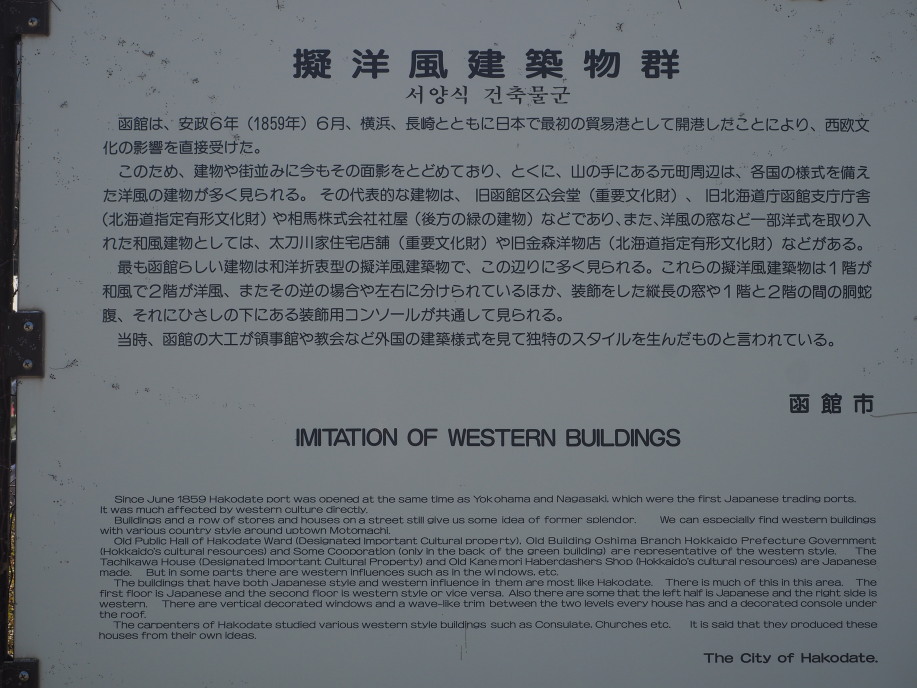 擬洋風建築物群
서양식 건축물군
函館は、安政6年（1859年）6月、横浜、長崎とともに日本で最初の貿易港として開港したことにより、西欧文
化の影響を直接受けた。
このため、建物や街並みに今もその面影をとどめており、とくに、山の手にある元町周辺は、各国の様式を備え
た洋風の建物が多く見られる。その代表的な建物は、旧函館区公会堂（重要文化財）、旧北海道庁函館支庁庁舎
（北海道指定有形文化財）や相馬株式会社社屋（後方の緑の建物）などであり、また、洋風の窓など一部洋式を取り入
れた和風建物としては、太刀川家住宅店舗（重要文化財）や旧金森洋物店（北海道指定有形文化財）などがある。
最も函館らしい建物は和洋折衷型の擬洋風建築物で、この辺りに多く見られる。これらの擬洋風建築物は1階が
和風で2階が洋風、またその逆の場合や左右に分けられているほか、装飾をした縦長の窓や1階と2階の間の胴蛇
腹、それにひさしの下にある装飾用コンソールが共通して見られる。
当時、函館の大工が領事館や教会など外国の建築様式を見て独特のスタイルを生んだものと言われている。
函館市
IMITATION OF WESTERN BUILDINGS
Since June 1859 Hakodate port was opened at the same time as Yokohama and Nagasaki, which were the first Japanese trading ports.
It was much affected by western culture directly.
Buildings and a row of stores and houses on a street still give us some idea of former splendor. We can especially find western buildings
with various country style around uptown Motomachi.
Old Public Hall of Hakodate Ward (Designated Important Cultural property), Old Building Oshima Branch Hokkaido Prefecture Government
(Hokkaido's cultural resources) and Some Cooporation (only in the back of the green building) are representative of the western style. The
Tachikawa House (Designated Important Cultural Property) and Old Kanemori Haberdashers Shop (Hokkaido's cultural resources) are Japanese
made. But in some parts there are western influences such as in the windows, etc.
The buildings that have both Japanese style and western influence in them are most like Hakodate. There is much of this in this area. The
first floor is Japanese and the second floor is western style or vice versa. Also there are some that the left half is Japanese and the right side is
western. There are vertical decorated windows and a wave-like trim between the two levels every house has and a decorated console under
the roof.
The carpenters of Hakodate studied various western style buildings such as Consulate, Churches etc. It is said that they produced these
houses from their own ideas.
The City of Hakodate.